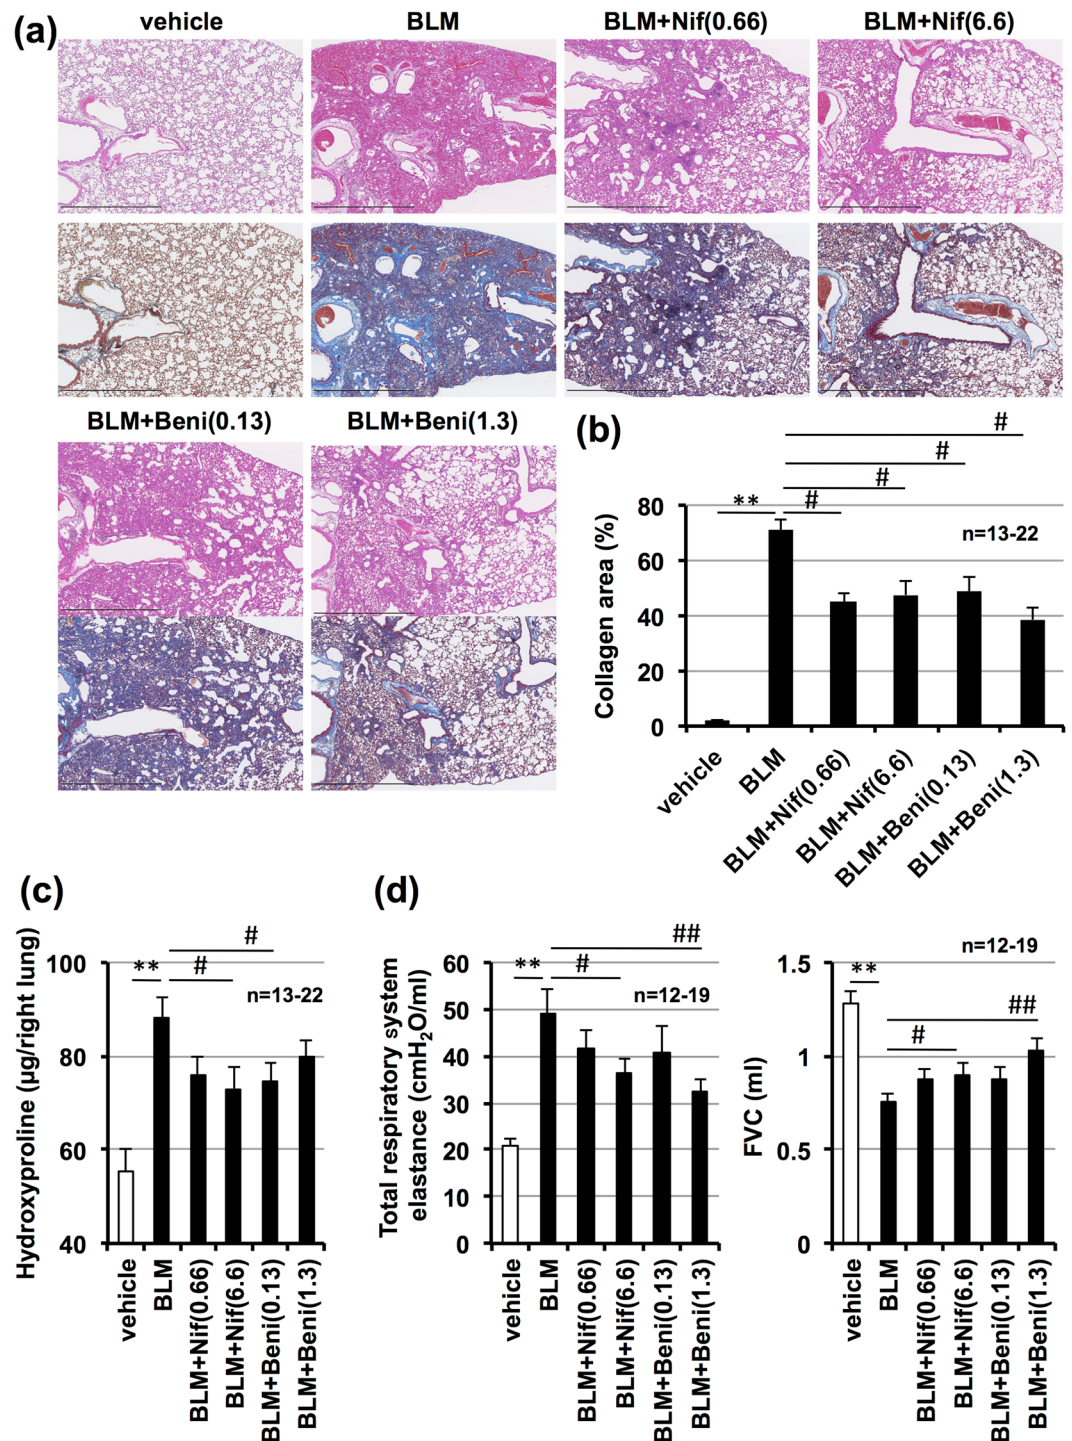 (a)
vehicle
BLM
BLM+Nif(0.66)
BLM+Nif(6.6)
BLM+Beni(0.13)
BLM+Beni(1.3)
(b)
#
#
#
#
**
80
60
40
20
0
n=13-22
Collagen area (%)
vehicle
BLM
BLM+Nif(0.66)
BLM+Nif(6.6)
BLM+Beni(0.13)
BLM+Beni(1.3)
(c)
#
#
**
100
80
60
40
n=13-22
Hydroxyproline (µg/right lung)
vehicle
BLM
BLM+Nif(0.66)
BLM+Nif(6.6)
BLM+Beni(0.13)
BLM+Beni(1.3)
(d)
##
#
**
60
50
40
30
20
10
0
n=12-19
Total respiratory system
elastance (cmH₂O/ml)
vehicle
BLM
BLM+Nif(0.66)
BLM+Nif(6.6)
BLM+Beni(0.13)
BLM+Beni(1.3)
n=12-19
**
##
#
1.5
1
0.5
0
FVC (ml)
vehicle
BLM
BLM+Nif(0.66)
BLM+Nif(6.6)
BLM+Beni(0.13)
BLM+Beni(1.3)